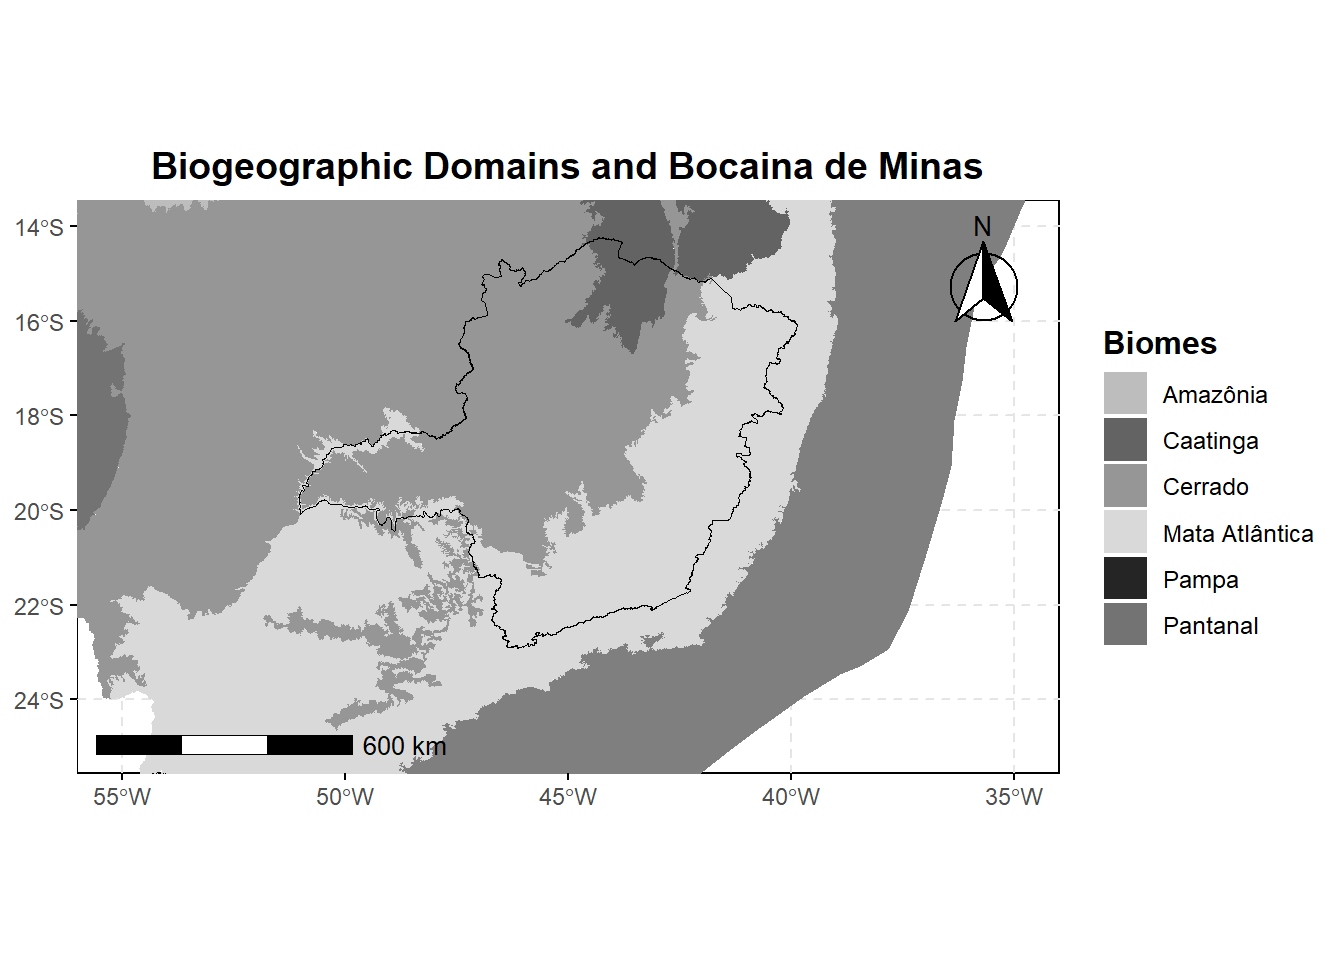 Biogeographic Domains and Bocaina de Minas
14°S
16°S
18°S
20°S
22°S
24°S
N
600 km
55°W
50°W
45°W
40°W
35°W
Biomes
Amazônia
Caatinga
Cerrado
Mata Atlântica
Pampa
Pantanal